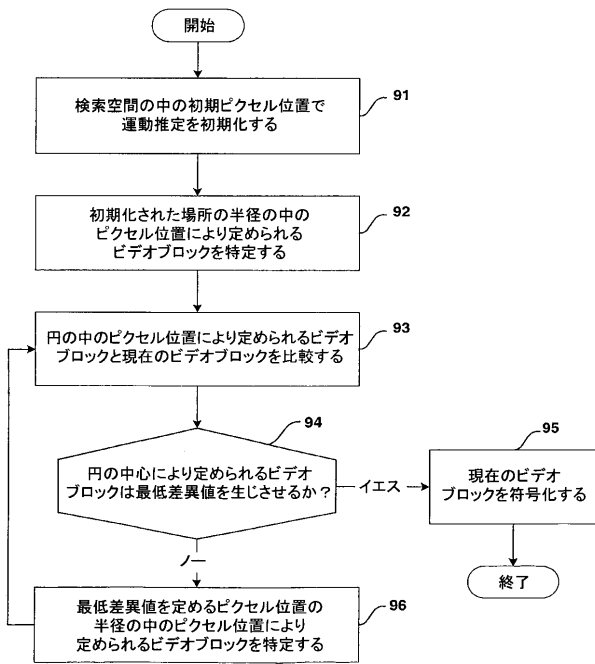 開始
検索空間の中の初期ピクセル位置で
運動推定を初期化する
91
初期化された場所の半径の中の
ピクセル位置により定められる
ビデオブロックを特定する
92
円の中のピクセル位置により定められるビデオ
ブロックと現在のビデオブロックを比較する
93
94
円の中心により定められるビデオ
ブロックは最低差異値を生じさせるか？
イエス
95
現在のビデオ
ブロックを符号化する
終了
ノー
最低差異値を定めるピクセル位置の
半径の中のピクセル位置により
定められるビデオブロックを特定する
96